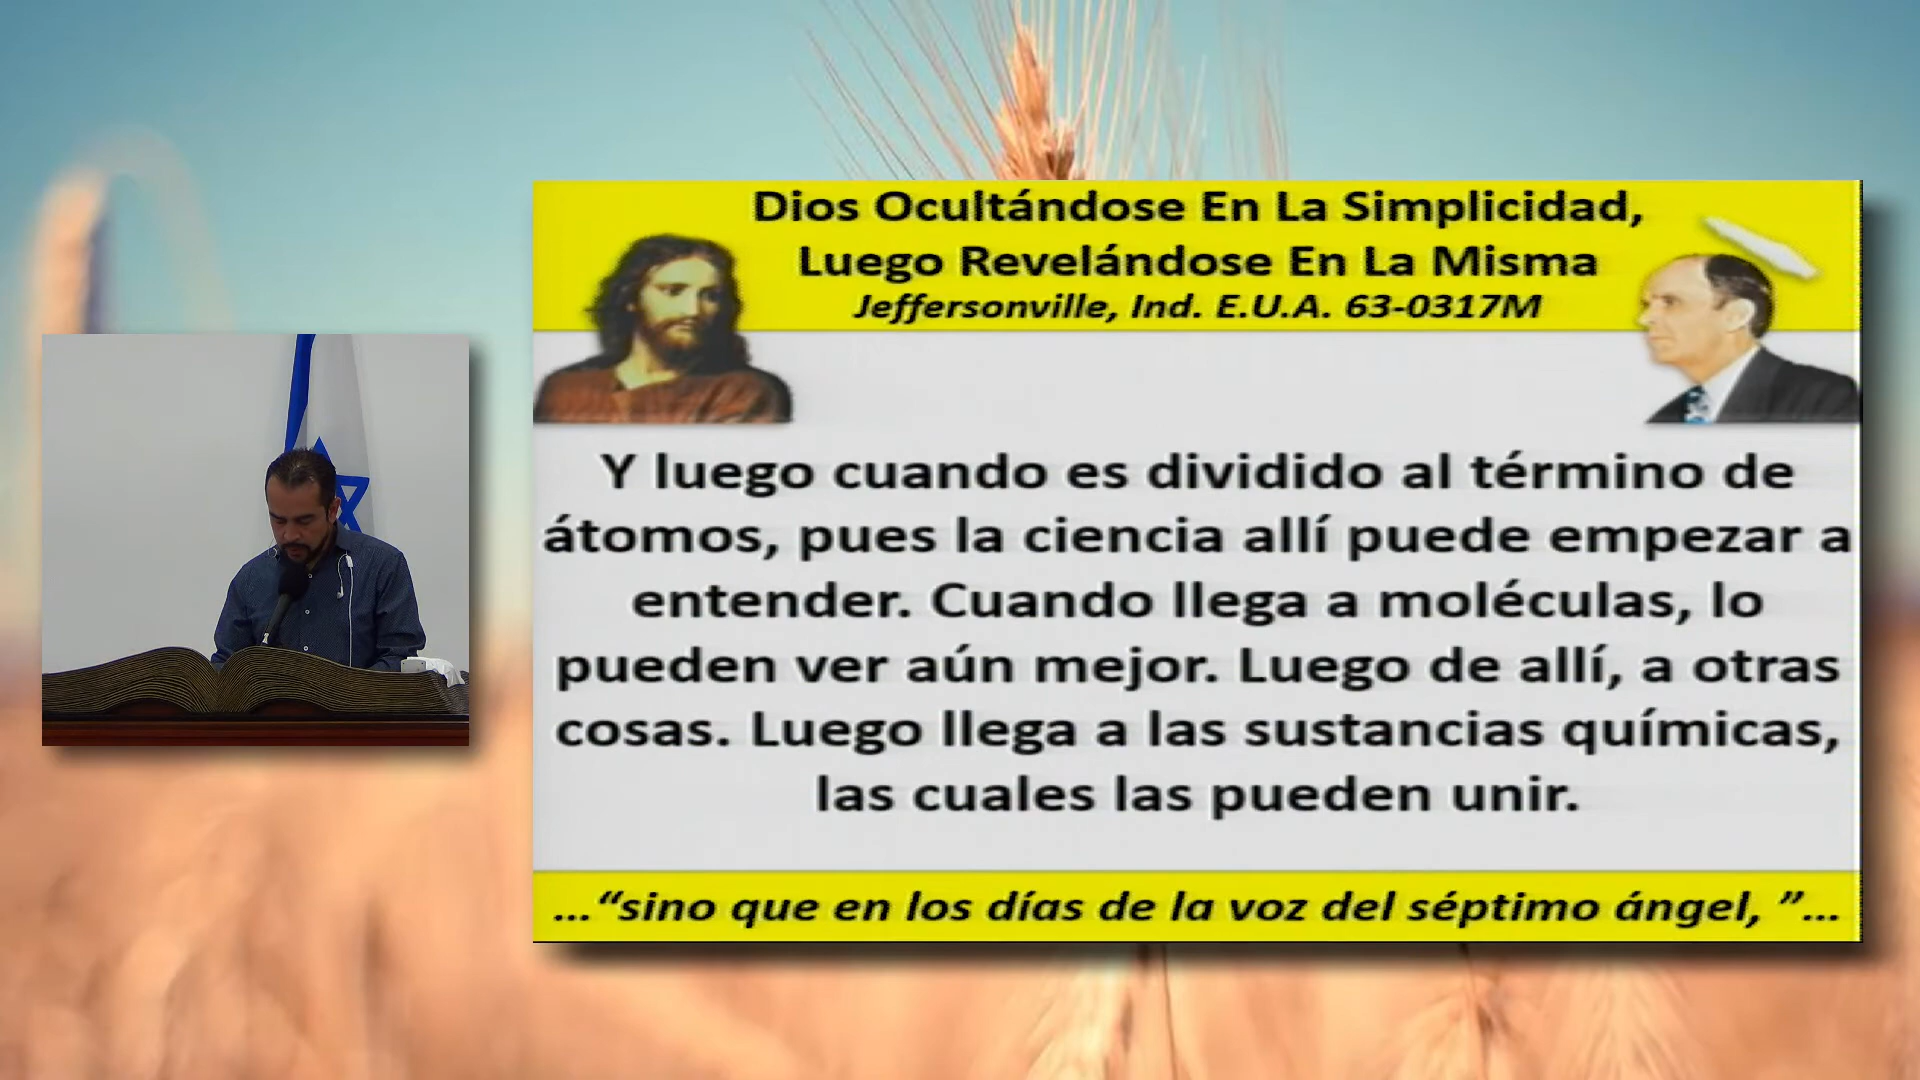 Dios Ocultándose En La Simplicidad,
Luego Revelándose En La Misma
Jeffersonville, Ind. E.U.A. 63-0317M
Y luego cuando es dividido al término de
átomos, pues la ciencia allí puede empezar a
entender. Cuando llega a moléculas, lo
pueden ver aún mejor. Luego de allí, a otras
cosas. Luego llega a las sustancias químicas,
las cuales las pueden unir.
...“sino que en los días de la voz del séptimo ángel, ”...